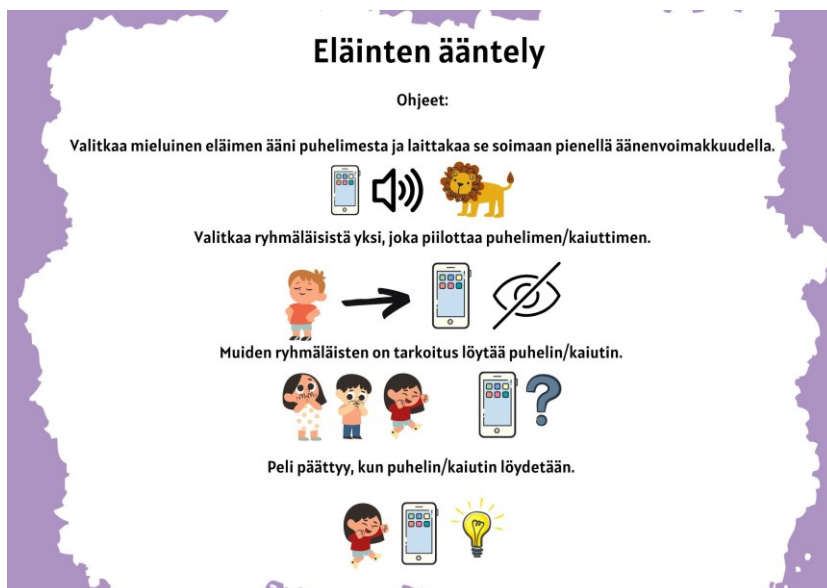 Eläinten ääntely
Ohjeet:
Valitkaa mieluinen eläimen ääni puhelimesta ja laittakaa se soimaan pienellä äänenvoimakkuudella.
Valitkaa ryhmäläisistä yksi, joka piilottaa puhelimen/kaiuttimen.
Muiden ryhmäläisten on tarkoitus löytää puhelin/kaiutin.
?
Peli päättyy, kun puhelin/kaiutin löydetään.